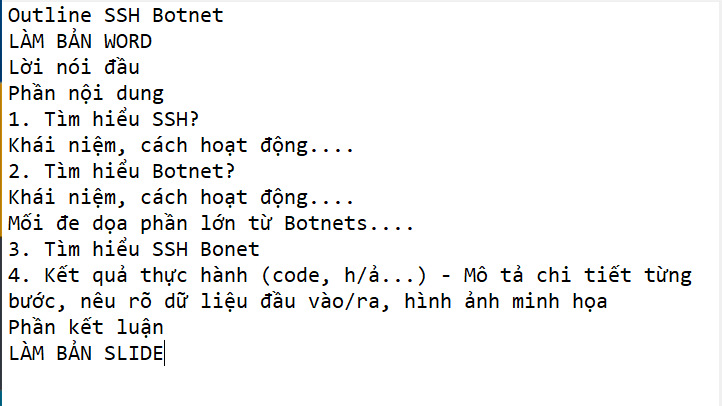 Outline SSH Botnet
LÀM BẢN WORD
Lời nói đầu
Phần nội dung
1. Tìm hiểu SSH?
Khái niệm, cách hoạt động....
2. Tìm hiểu Botnet?
Khái niệm, cách hoạt động....
Mối đe dọa phần lớn từ Botnets....
3. Tìm hiểu SSH Bonet
4. Kết quả thực hành (code, h/ả...) - Mô tả chi tiết từng
bước, nêu rõ dữ liệu đầu vào/ra, hình ảnh minh họa
Phần kết luận
LÀM BẢN SLIDE